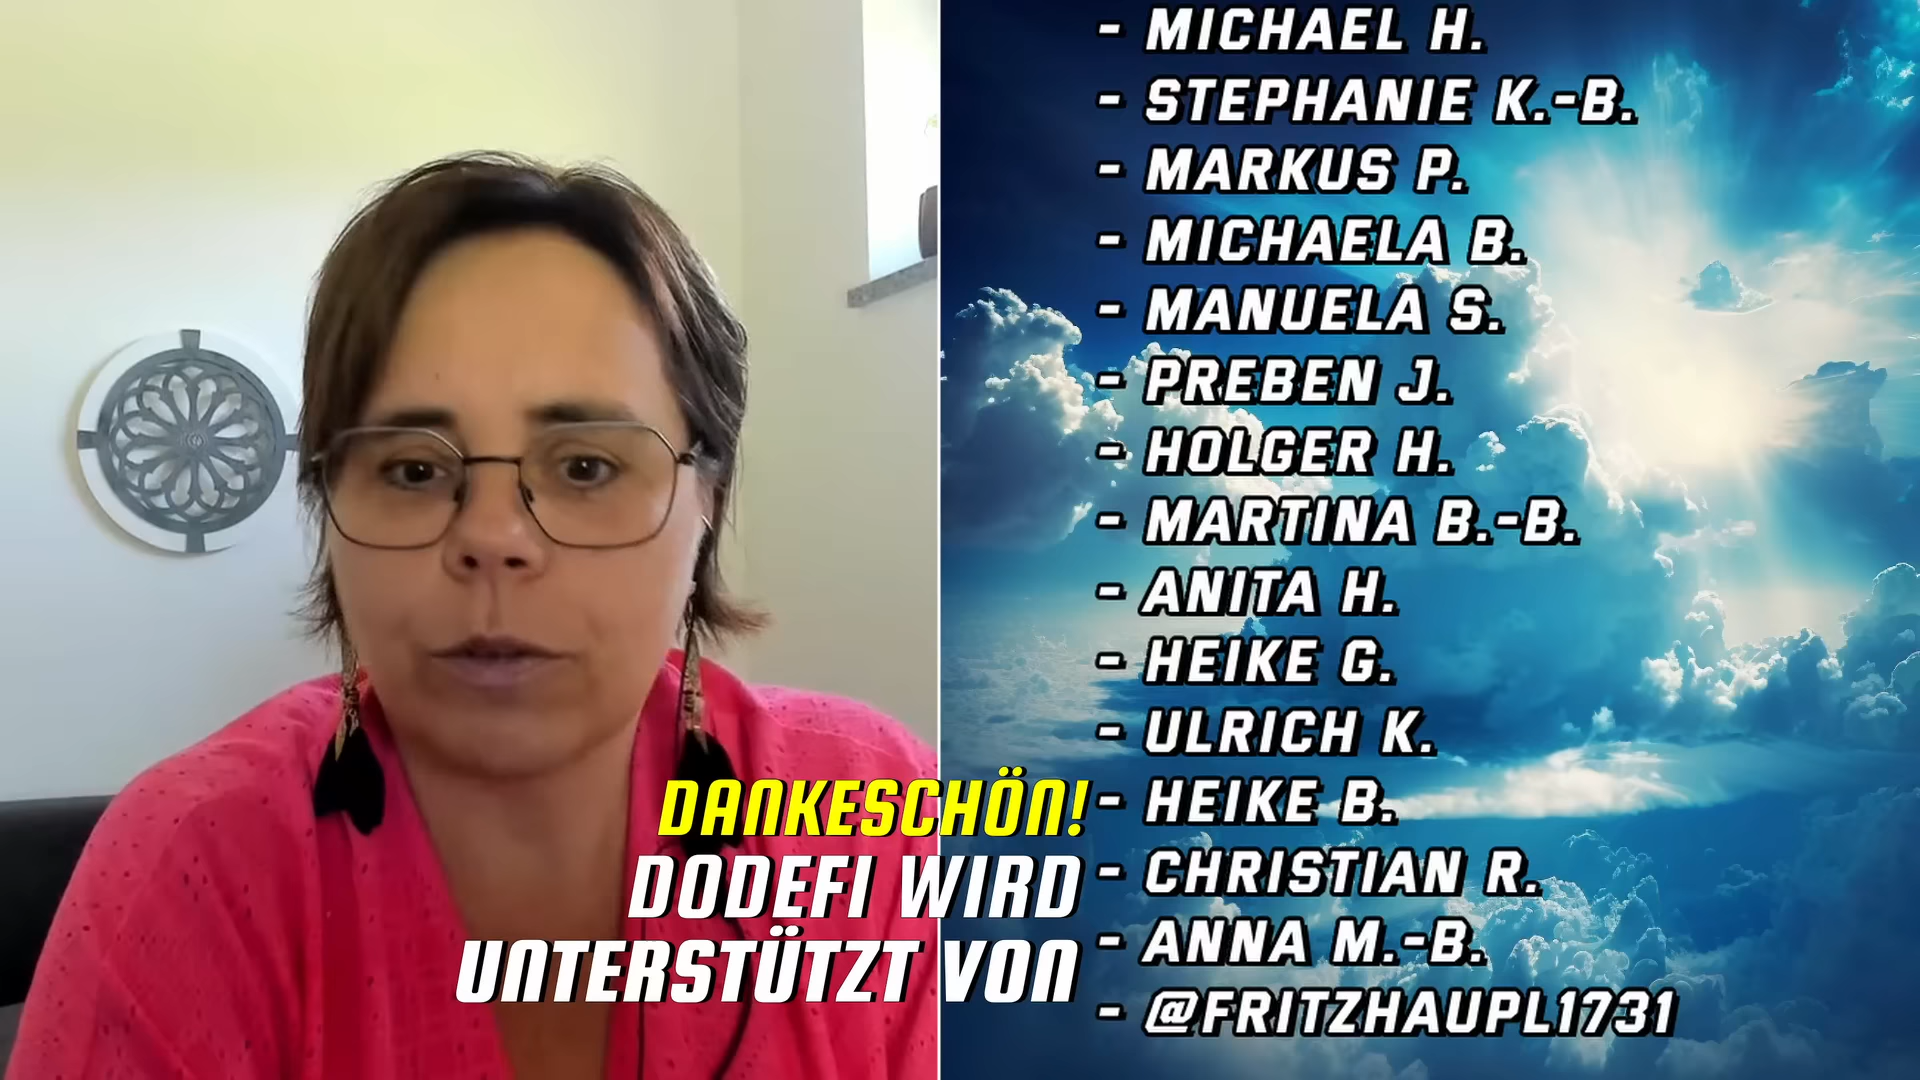 - MICHAEL H.
- STEPHANIE K.-B.
- MARKUS P.
- MICHAELA B.
- MANUELA S.
- PREBEN J.
- HOLGER H.
- MARTINA B.-B.
- ANITA H.
- HEIKE G.
- ULRICH K.
- HEIKE B.
- CHRISTIAN R.
- ANNA M.-B.
- @FRITZHAUPL1731
DANKESCHÖN!
DODEFI WIRD
UNTERSTÜTZT VON